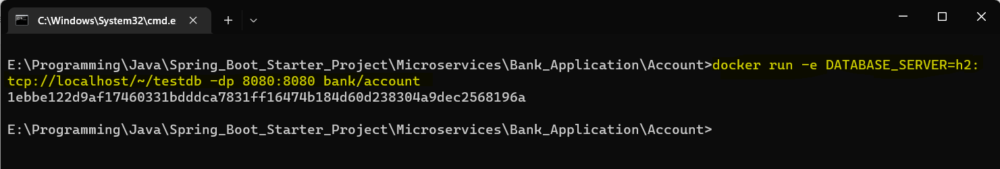 C:\Windows\System32\cmd.e
E:\Programming\Java\Spring_Boot_Starter_Project\Microservices\Bank_Application\Account>docker run -e DATABASE_SERVER=h2:
tcp://localhost/~/testdb -dp 8080:8080 bank/account
1ebbe122d9af17460331bdddca7831ff16474b184d60d238304a9dec2568196a
E:\Programming\Java\Spring_Boot_Starter_Project\Microservices\Bank_Application\Account>